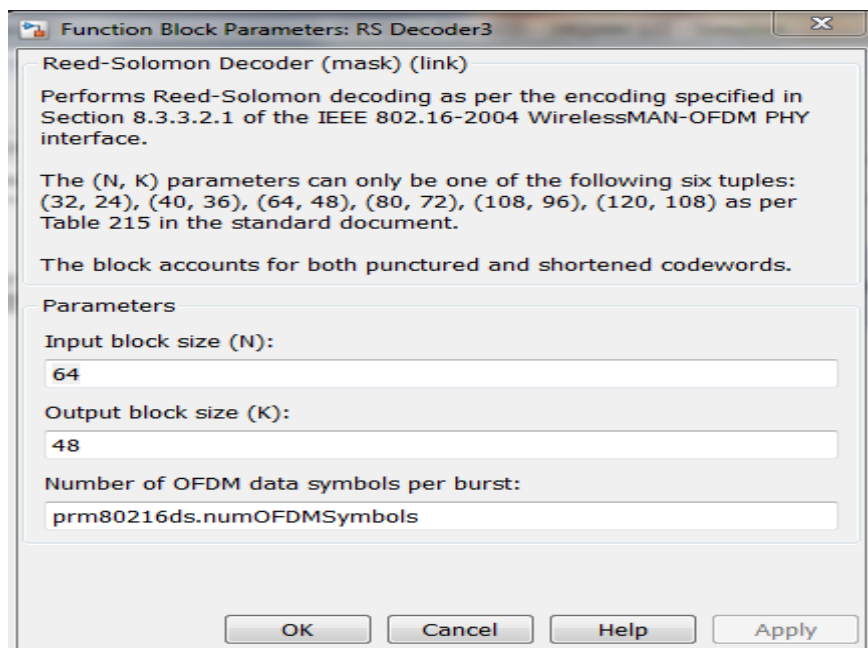 Function Block Parameters: RS Decoder3
Reed-Solomon Decoder (mask) (link)
Performs Reed-Solomon decoding as per the encoding specified in
Section 8.3.3.2.1 of the IEEE 802.16-2004 WirelessMAN-OFDM PHY
interface.
The (N, K) parameters can only be one of the following six tuples:
(32, 24), (40, 36), (64, 48), (80, 72), (108, 96), (120, 108) as per
Table 215 in the standard document.
The block accounts for both punctured and shortened codewords.
Parameters
Input block size (N):
64
Output block size (K):
48
Number of OFDM data symbols per burst:
prm80216ds.numOFDMSymbols
OK Cancel Help Apply